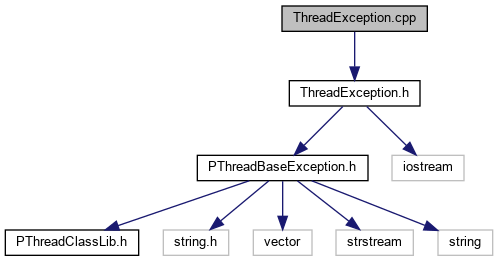 ThreadException.cpp
ThreadException.h
PThreadBaseException.h
iostream
PThreadClassLib.h
string.h
vector
strstream
string